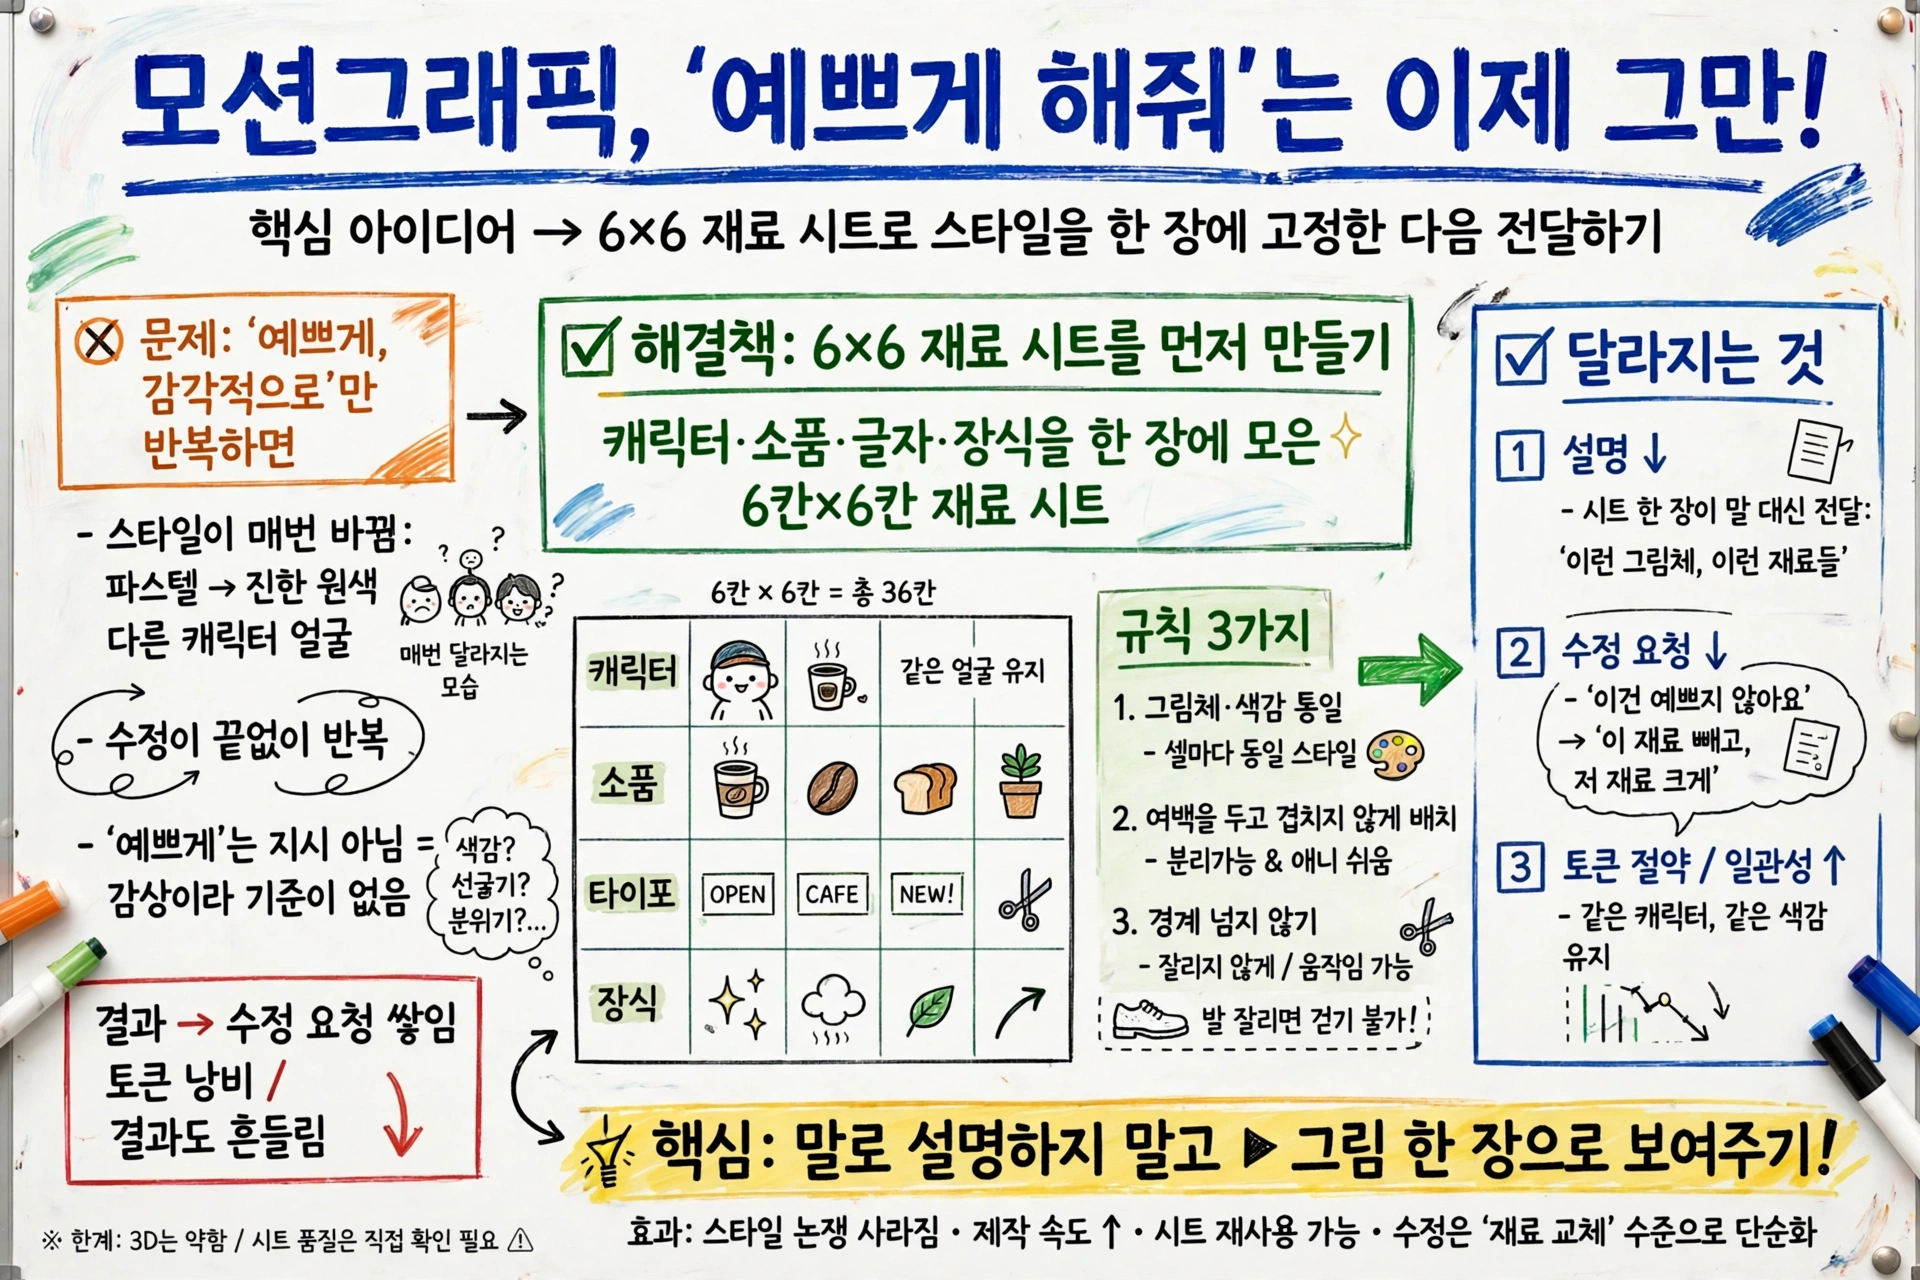 모션그래픽, ‘예쁘게 해줘’는 이제 그만!
핵심 아이디어 → 6×6 재료 시트로 스타일을 한 장에 고정한 다음 전달하기
문제: ‘예쁘게,
감각적으로’만
반복하면
- 스타일이 매번 바뀜:
파스텔 → 진한 원색
다른 캐릭터 얼굴
? ? ? ?
매번 달라지는
모습
- 수정이 끝없이 반복
- ‘예쁘게’는 지시 아님 =
감상이라 기준이 없음
색감?
선굵기?
분위기?...
결과 → 수정 요청 쌓임
토큰 낭비 /
결과도 흔들림
※ 한계: 3D는 약함 / 시트 품질은 직접 확인 필요 ⚠
해결책: 6×6 재료 시트를 먼저 만들기
캐릭터·소품·글자·장식을 한 장에 모은
6칸×6칸 재료 시트
6칸 × 6칸 = 총 36칸
캐릭터
같은 얼굴 유지
소품
타이포
OPEN
CAFE
NEW!
장식
규칙 3가지
1. 그림체·색감 통일
- 셀마다 동일 스타일
2. 여백을 두고 겹치지 않게 배치
- 분리가능 & 애니 쉬움
3. 경계 넘지 않기
- 잘리지 않게 / 움작임 가능
발 잘리면 걷기 불가!
달라지는 것
1 설명 ↓
- 시트 한 장이 말 대신 전달:
‘이런 그림체, 이런 재료들’
2 수정 요청 ↓
- ‘이건 예쁘지 않아요’
→ ‘이 재료 빼고,
저 재료 크게’
3 토큰 절약 / 일관성 ↑
- 같은 캐릭터, 같은 색감
유지
핵심: 말로 설명하지 말고 ▶ 그림 한 장으로 보여주기!
효과: 스타일 논쟁 사라짐 · 제작 속도 ↑ · 시트 재사용 가능 · 수정은 ‘재료 교체’ 수준으로 단순화